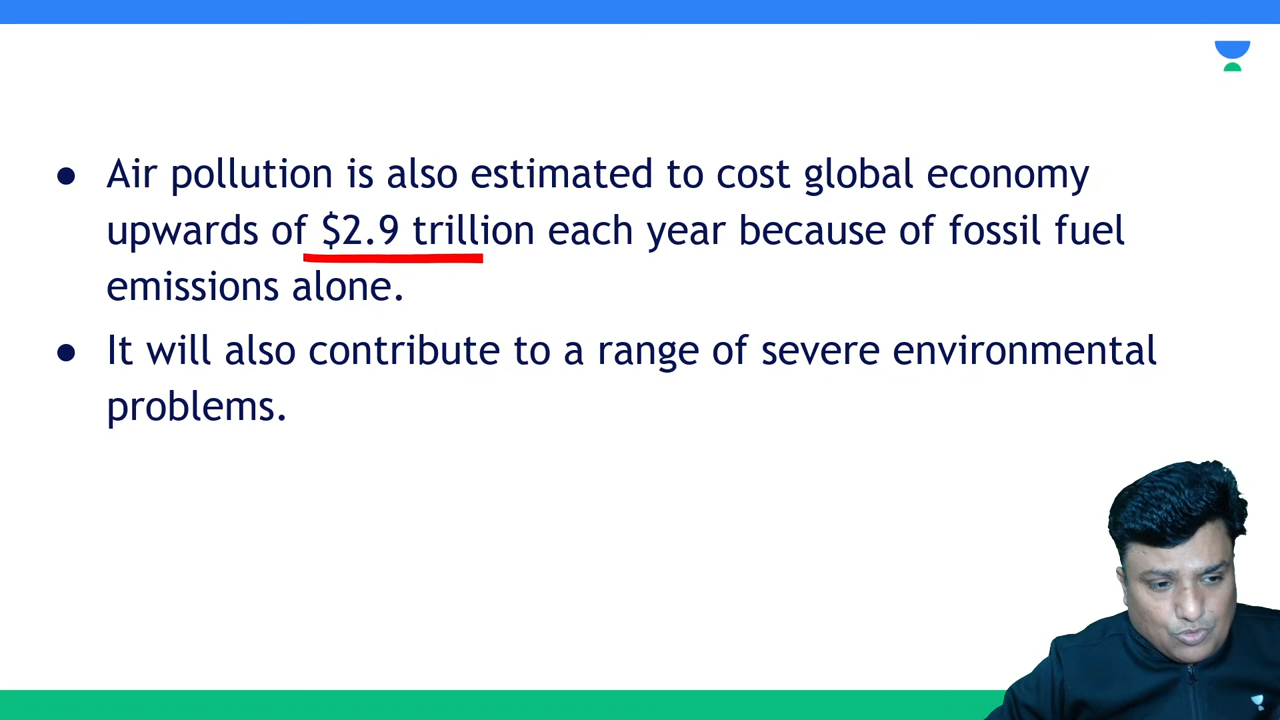 ● Air pollution is also estimated to cost global economy
upwards of $2.9 trillion each year because of fossil fuel
emissions alone.
● It will also contribute to a range of severe environmental
problems.